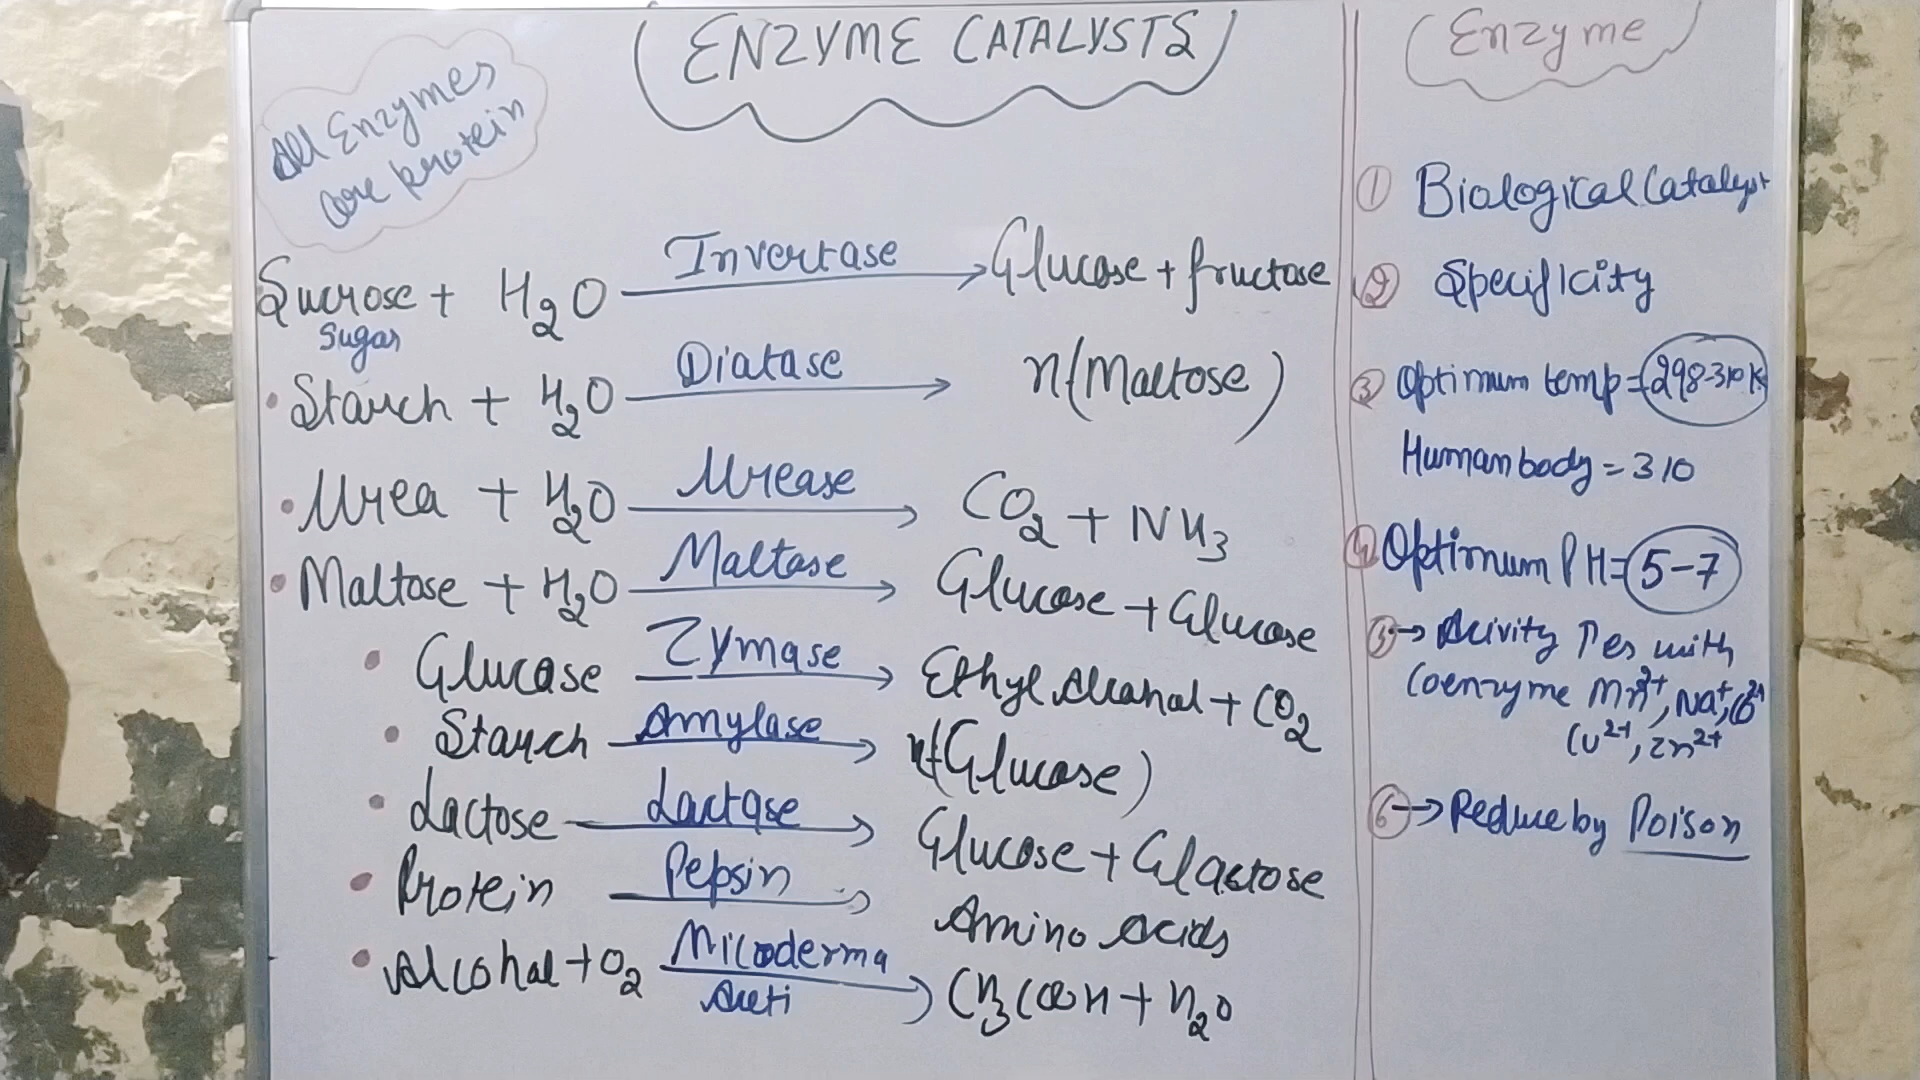 ENZYME CATALYSTS
All Enzymes
are protein
Sucrose + H2O Invertase Glucose + fructose
Sugar
Starch + H2O Diatase n(Maltose)
Urea + H2O Urease CO2 + NH3
Maltose + H2O Maltase Glucose + Glucose
Glucose Zymase Ethyl Alcahal + CO2
Starch Amylase n(Glucose)
Lactose Lactase Glucose + Glactose
Protein Pepsin Amino Acids
Alcohal + O2 Micoderma Aceti CH3COOH + H2O
Enzyme
① Biological Catalyst
② Specificity
③ Optimum temp = 298-310 K
Human body = 310
④ Optimum PH = 5-7
⑤ → Acivity ↑es with
Coenzyme Mn2+, Na+,
Cu2+, Zn2+
⑥ → Reduce by Poison